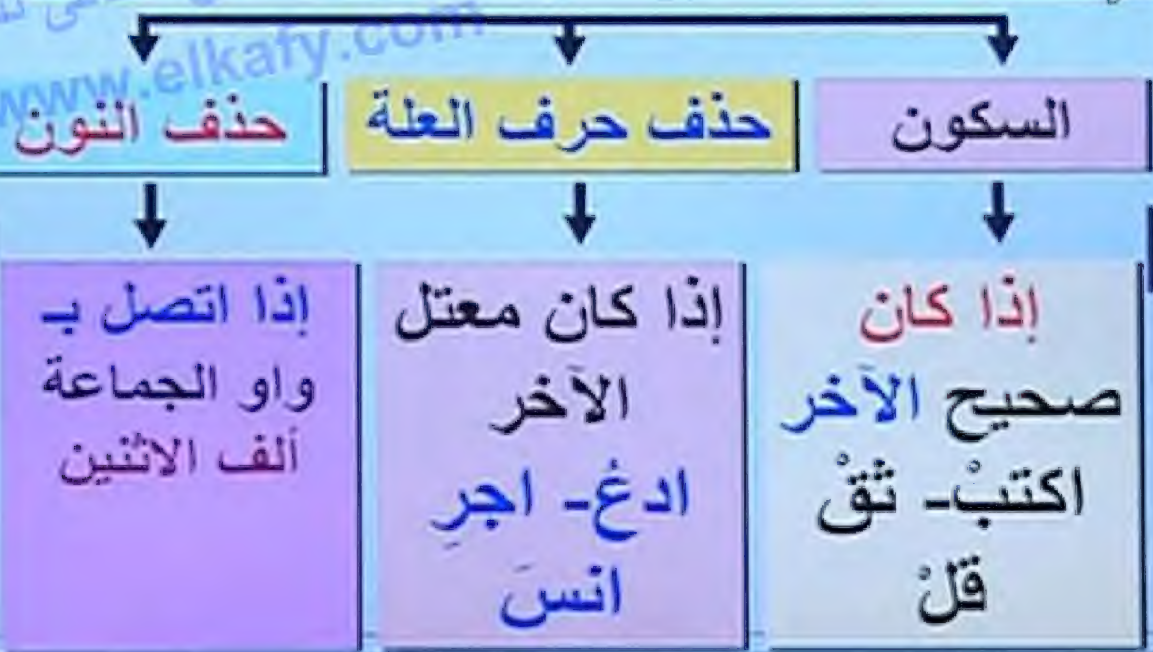 www.elkafy.com
السكون
حذف حرف العلة
حذف النون
إذا كان
صحيح الآخر
اكتبْ - ثقْ
قلْ
إذا كان معتل
الآخر
ادعُ - اجرِ
انسَ
إذا اتصل بـ
واو الجماعة
ألف الاثنين